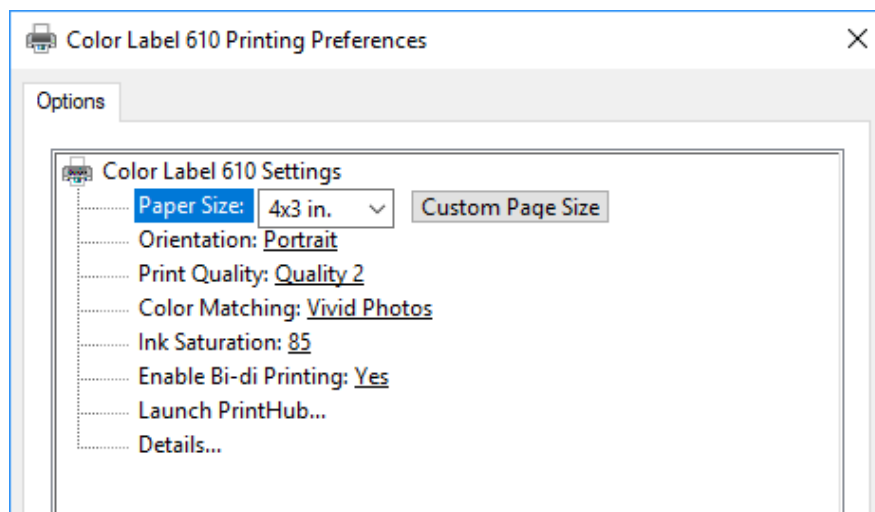 Color Label 610 Printing Preferences
Options
Color Label 610 Settings
Paper Size: 4x3 in. Custom Page Size
Orientation: Portrait
Print Quality: Quality 2
Color Matching: Vivid Photos
Ink Saturation: 85
Enable Bi-di Printing: Yes
Launch PrintHub...
Details...